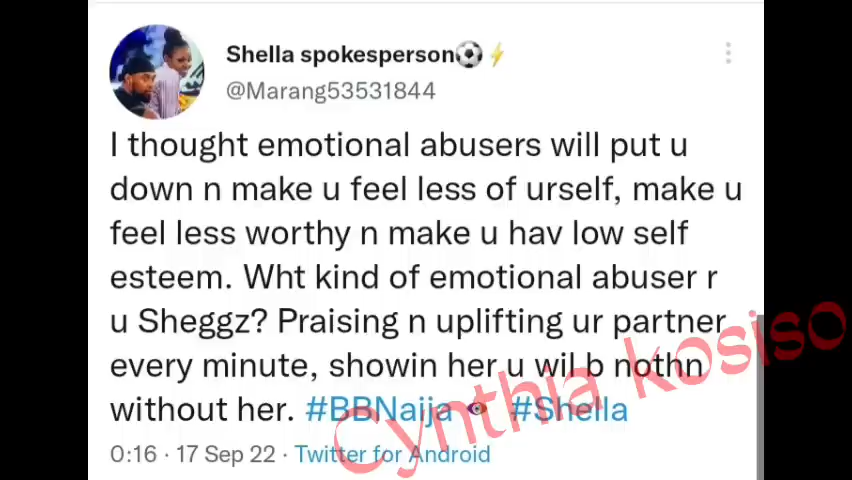 Shella spokesperson⚽⚡
@Marang53531844
I thought emotional abusers will put u
down n make u feel less of urself, make u
feel less worthy n make u hav low self
esteem. Wht kind of emotional abuser r
u Sheggz? Praising n uplifting ur partner
every minute, showin her u wil b nothn
without her. #BBNaija #Shella
0:16 · 17 Sep 22 · Twitter for Android
Cynthia kosiso